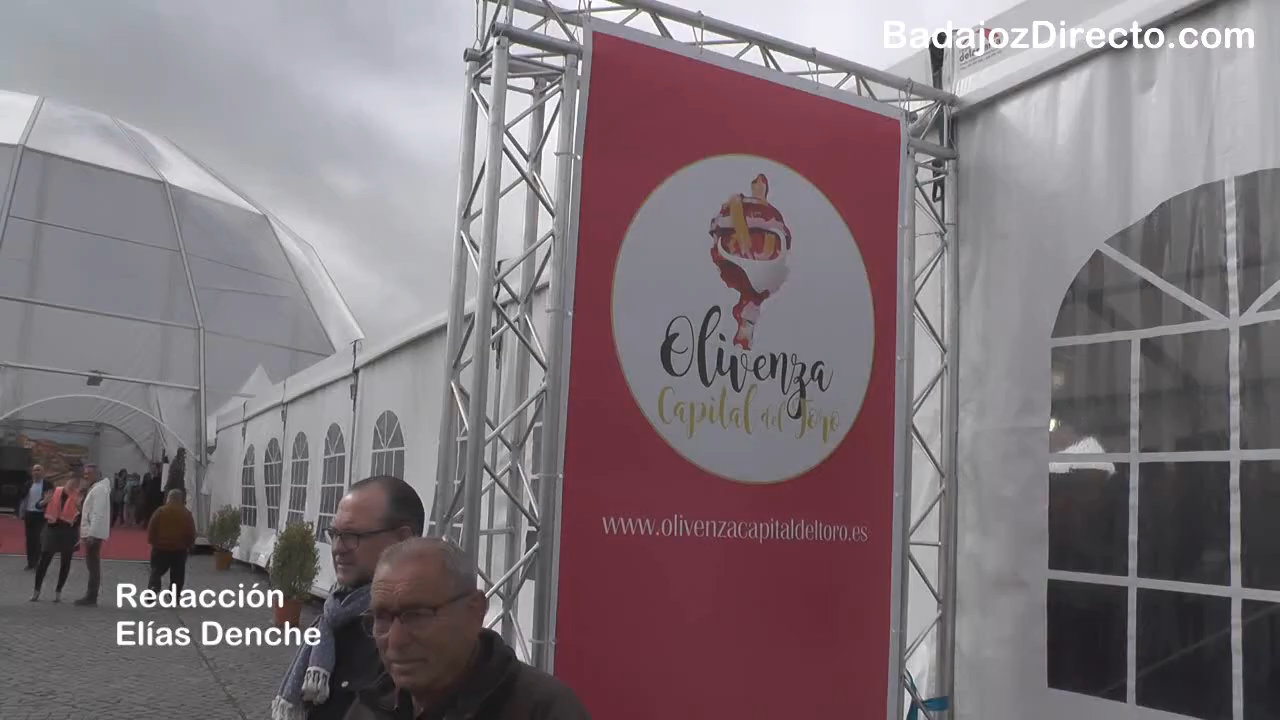 BadajozDirecto.com
Olivenza
Capital del Toro
www.olivenzacapitaldeltoro.es
Redacción
Elías Denche